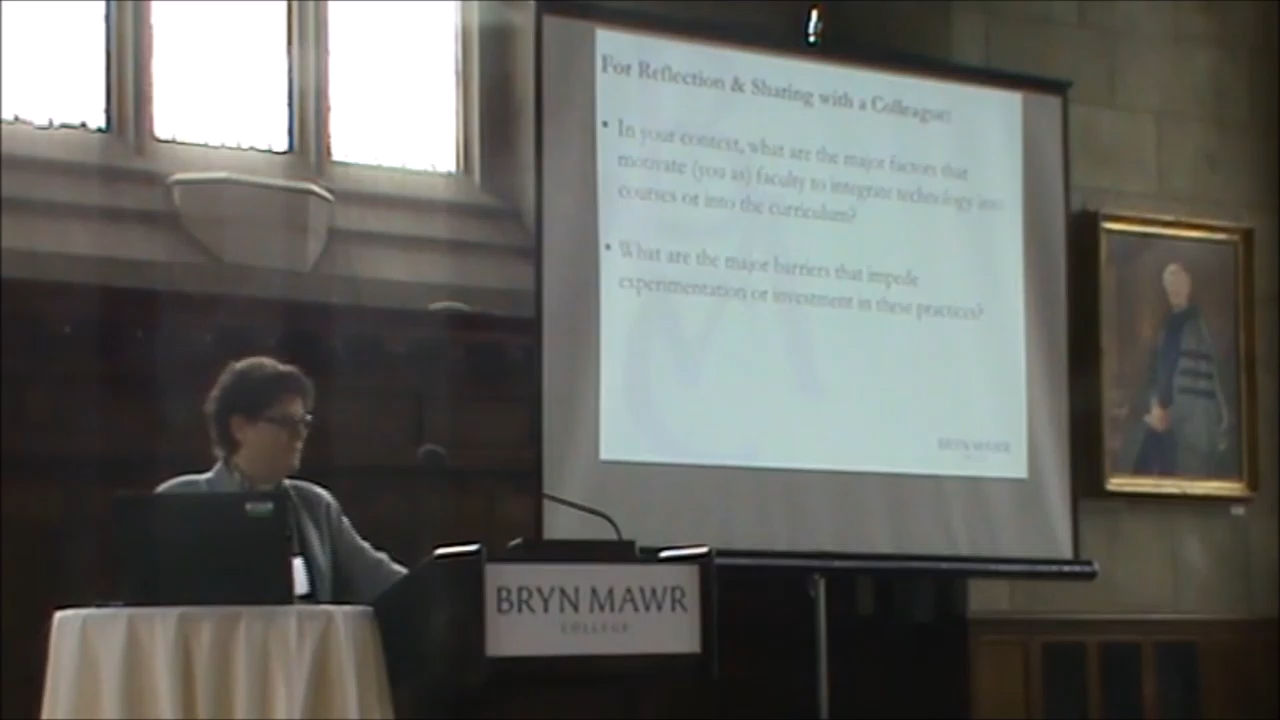 For Reflection & Sharing with a Colleague:
• In your context, what are the major factors that
motivate (you as) faculty to integrate technology into
courses or into the curriculum?
• What are the major barriers that impede
experimentation or investment in these practices?
BRYN MAWR
BRYN MAWR
COLLEGE